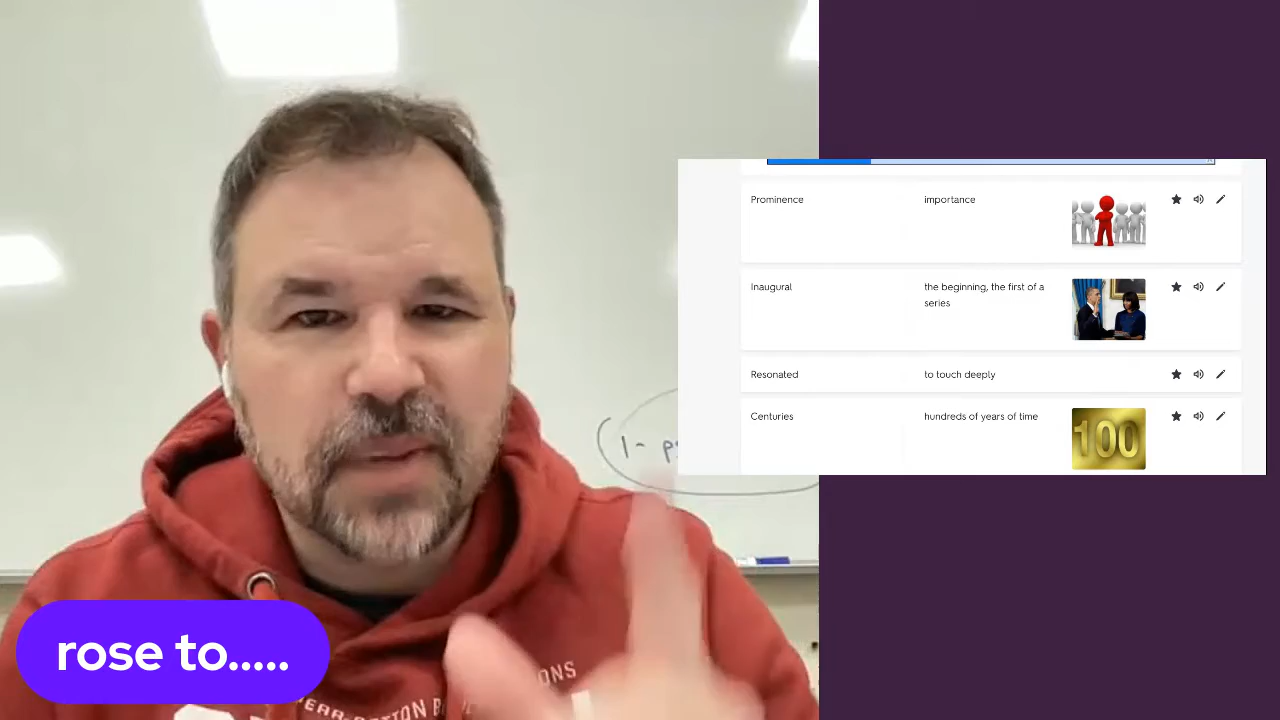 Prominence
importance
Inaugural
the beginning, the first of a
series
Resonated
to touch deeply
Centuries
hundreds of years of time
100
1-
rose to.....